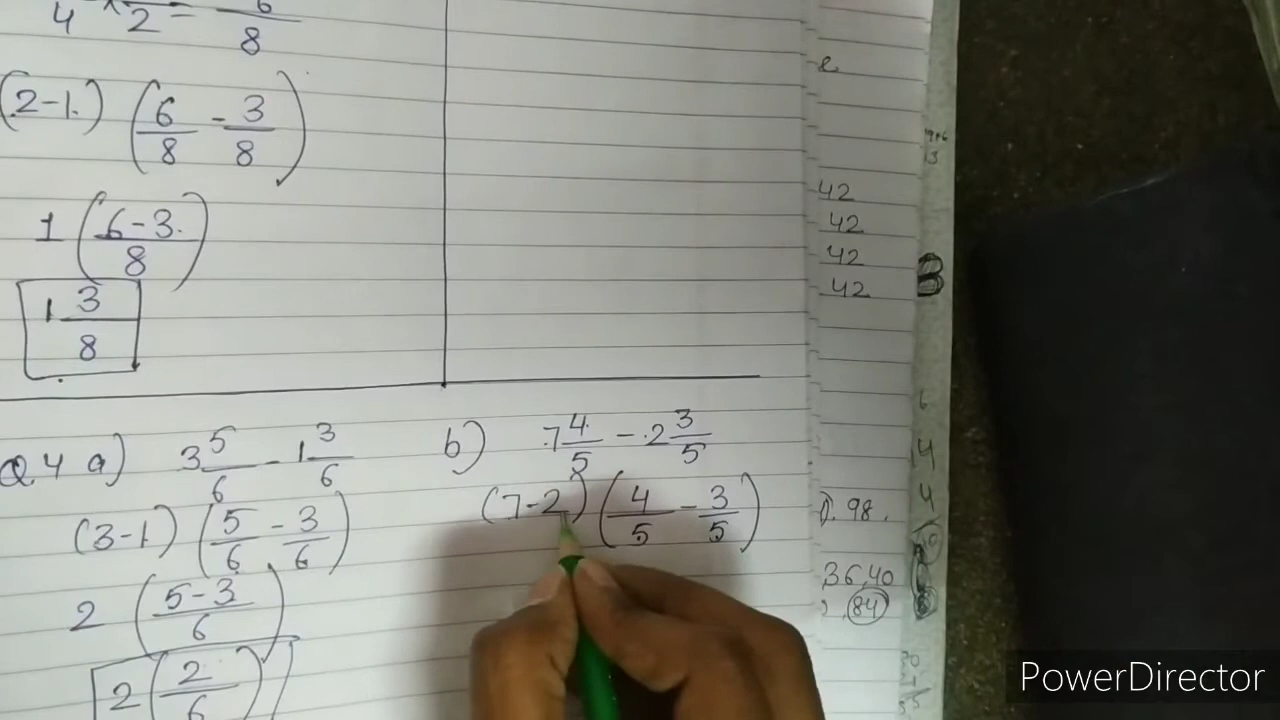 4 × 2 = 6/8
(2-1.) (6/8 - 3/8)
1 (6-3./8)
1 3/8
Q4 a) 3 5/6 - 1 3/6
(3-1) (5/6 - 3/6)
2 (5-3/6)
2 (2/6)
b) 7 4/5 - 2 3/5
(7-2) (4/5 - 3/5)
42
42
42
42
98.
36,40
84
PowerDirector